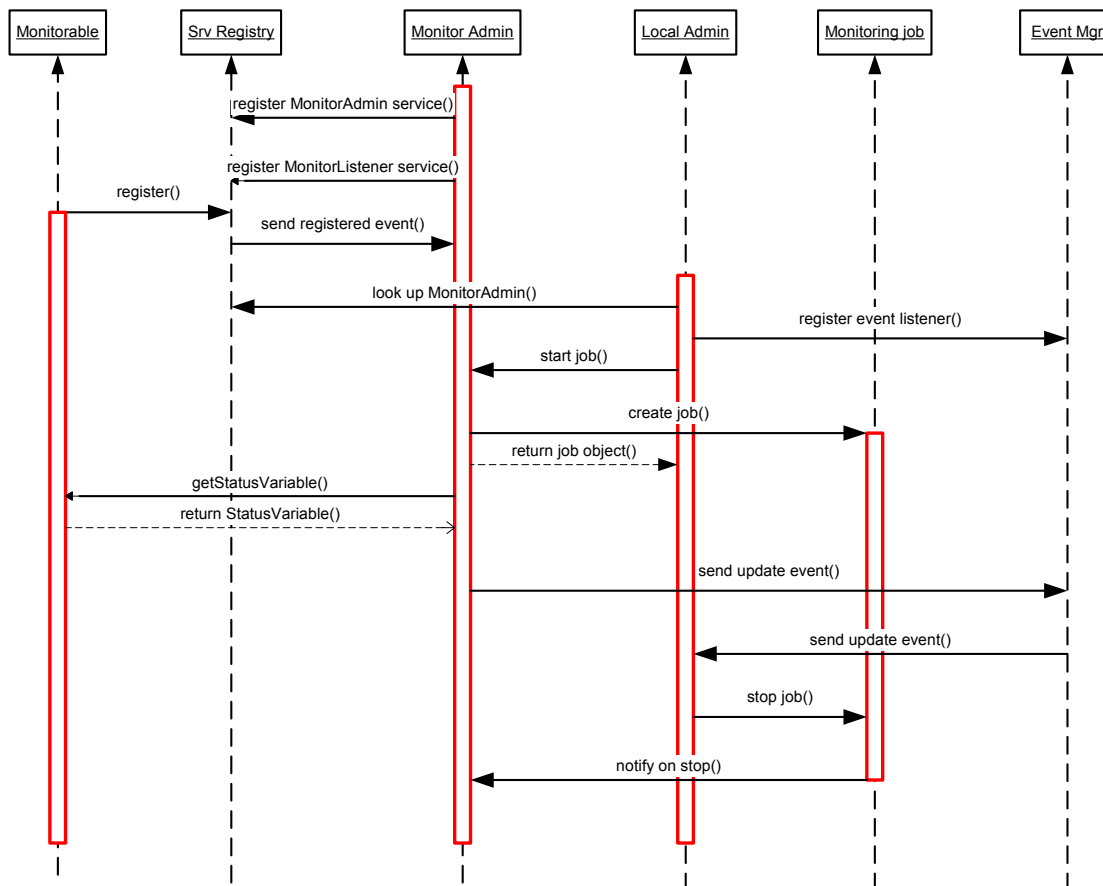 Monitorable
Srv Registry
Monitor Admin
Local Admin
Monitoring job
Event Mgr
register MonitorAdmin service()
register MonitorListener service()
register()
send registered event()
look up MonitorAdmin()
register event listener()
start job()
create job()
return job object()
getStatusVariable()
return StatusVariable()
send update event()
send update event()
stop job()
notify on stop()